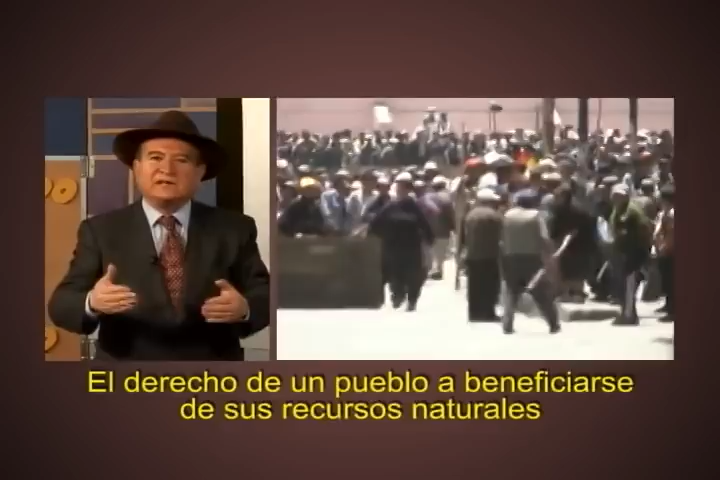 El derecho de un pueblo a beneficiarse
de sus recursos naturales